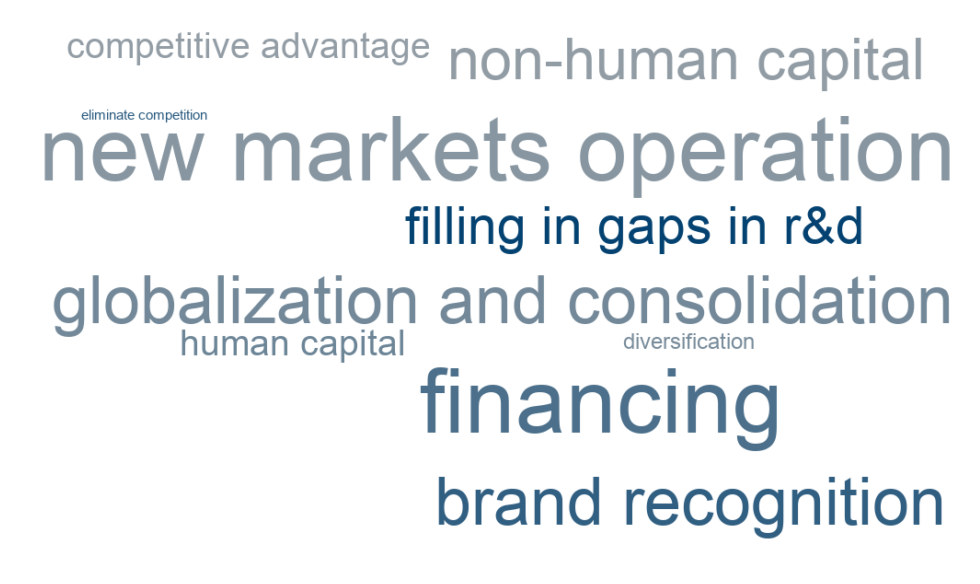 competitive advantage
non-human capital
eliminate competition
new markets operation
filling in gaps in r&d
globalization and consolidation
human capital
diversification
financing
brand recognition